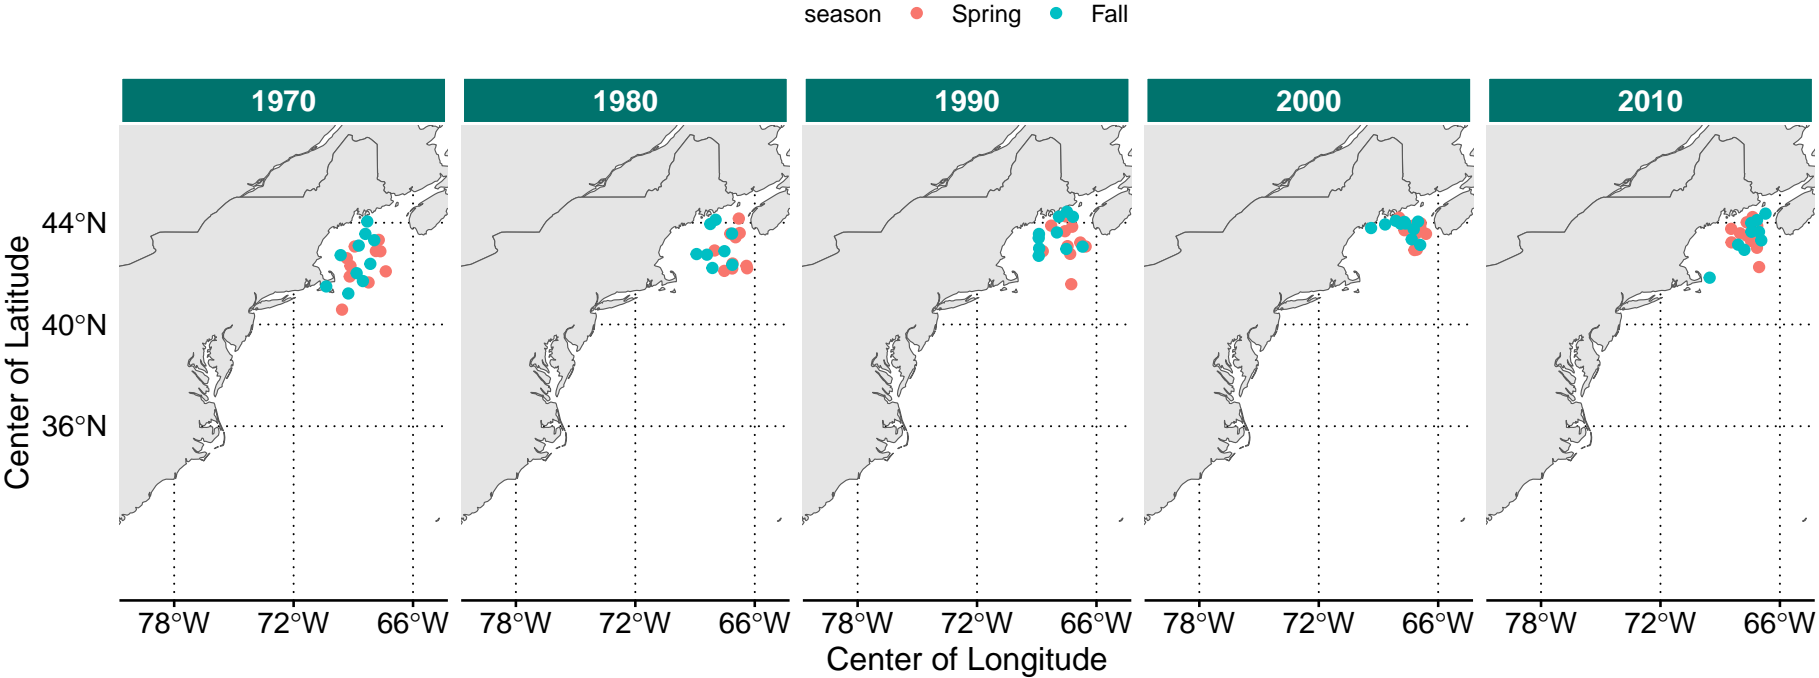 season Spring Fall
1970 1980 1990 2000 2010
44°N
40°N
36°N
Center of Latitude
78°W 72°W 66°W 78°W 72°W 66°W 78°W 72°W 66°W 78°W 72°W 66°W 78°W 72°W 66°W
Center of Longitude